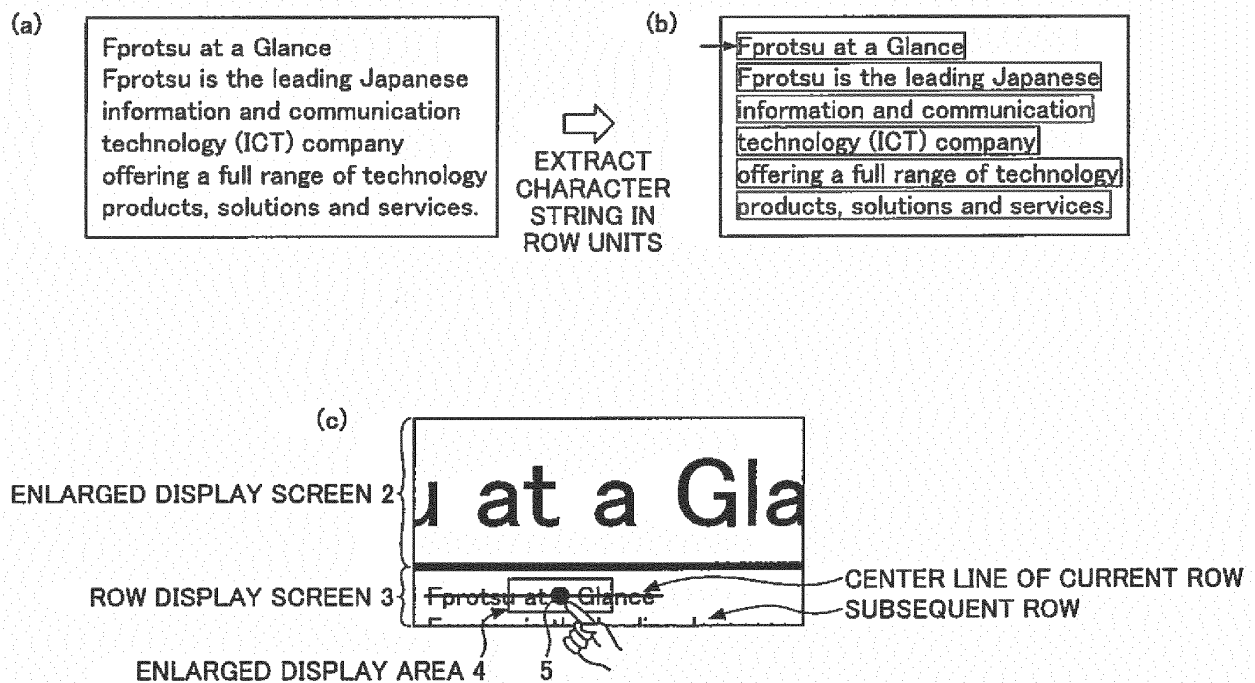 (a)
Fprotsu at a Glance
Fprotsu is the leading Japanese
information and communication
technology (ICT) company
offering a full range of technology
products, solutions and services.
EXTRACT
CHARACTER
STRING IN
ROW UNITS
(b)
Fprotsu at a Glance
Fprotsu is the leading Japanese
information and communication
technology (ICT) company
offering a full range of technology
products, solutions and services.
(c)
ENLARGED DISPLAY SCREEN 2
u at a Gla
ROW DISPLAY SCREEN 3
Fprotsu at a Glance
CENTER LINE OF CURRENT ROW
SUBSEQUENT ROW
ENLARGED DISPLAY AREA 4
5